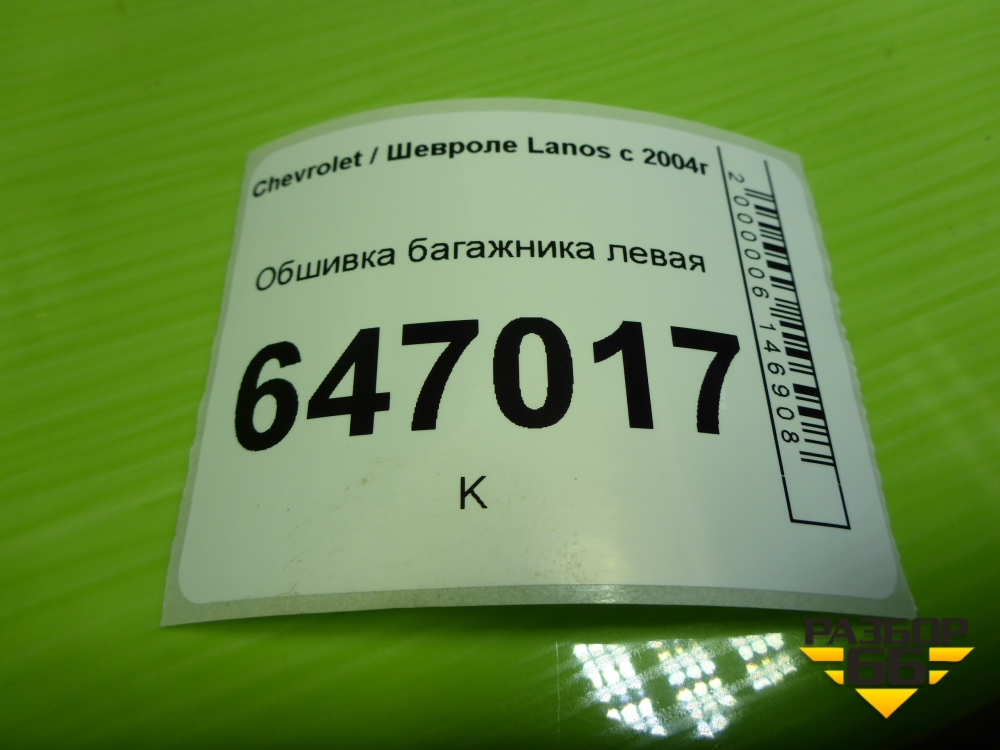 Chevrolet / Шевроле Lanos с 2004г
Обшивка багажника левая
647017
К
2000006146908
РАЗБОР
66